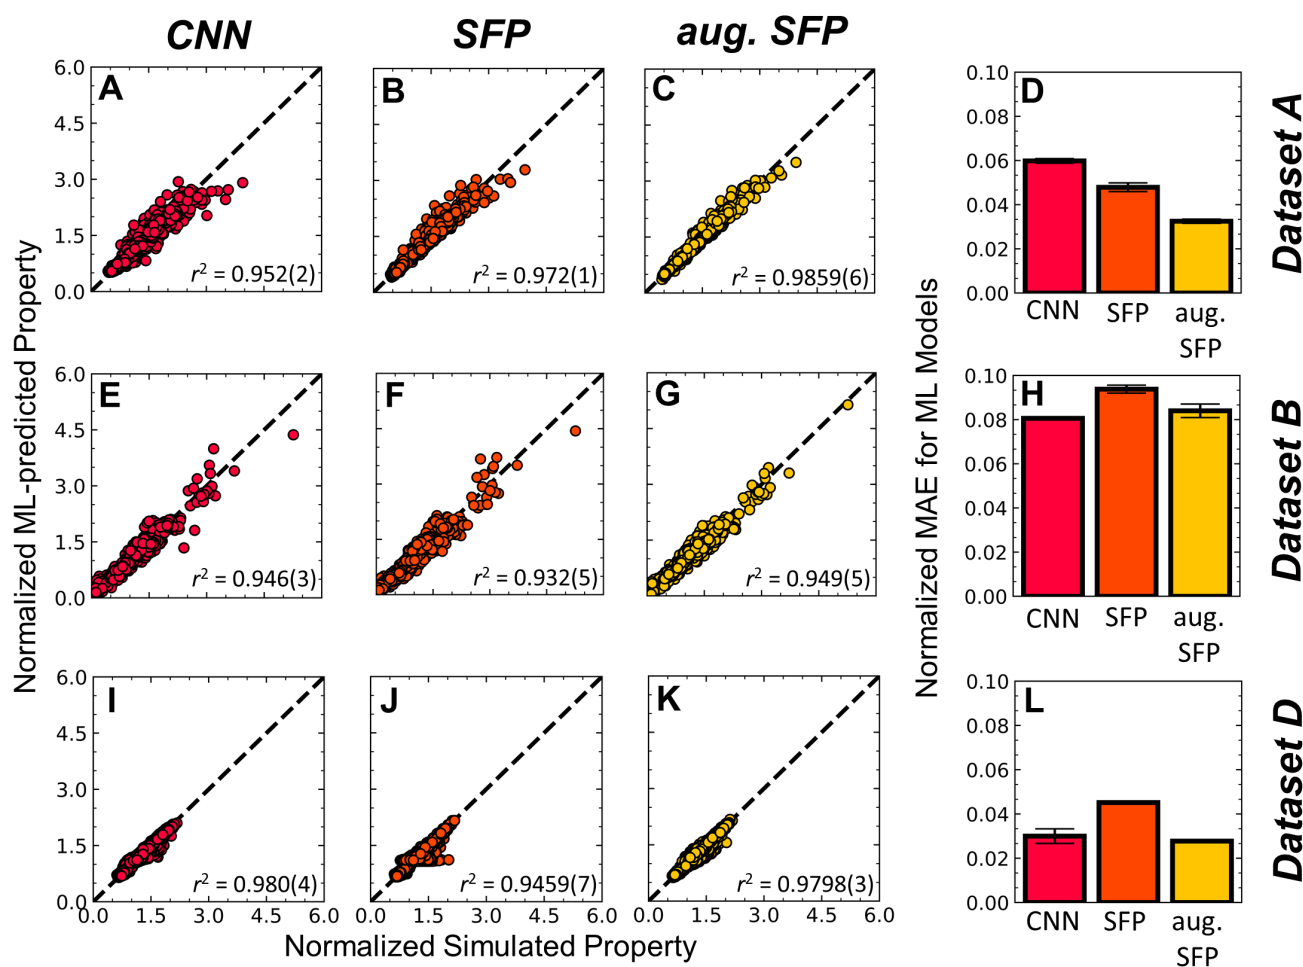 CNN
SFP
aug. SFP
Normalized ML-predicted Property
6.0
4.5
3.0
1.5
0.0
A
r² = 0.952(2)
B
r² = 0.972(1)
C
r² = 0.9859(6)
Normalized MAE for ML Models
0.10
0.08
0.06
0.04
0.02
0.00
D
CNN
SFP
aug.
SFP
Dataset A
6.0
4.5
3.0
1.5
0.0
E
r² = 0.946(3)
F
r² = 0.932(5)
G
r² = 0.949(5)
0.10
0.08
0.06
0.04
0.02
0.00
H
CNN
SFP
aug.
SFP
Dataset B
6.0
4.5
3.0
1.5
0.0
I
r² = 0.980(4)
0.0
1.5
3.0
4.5
6.0
J
r² = 0.9459(7)
0.0
1.5
3.0
4.5
6.0
K
r² = 0.9798(3)
0.0
1.5
3.0
4.5
6.0
Normalized Simulated Property
0.10
0.08
0.06
0.04
0.02
0.00
L
CNN
SFP
aug.
SFP
Dataset D